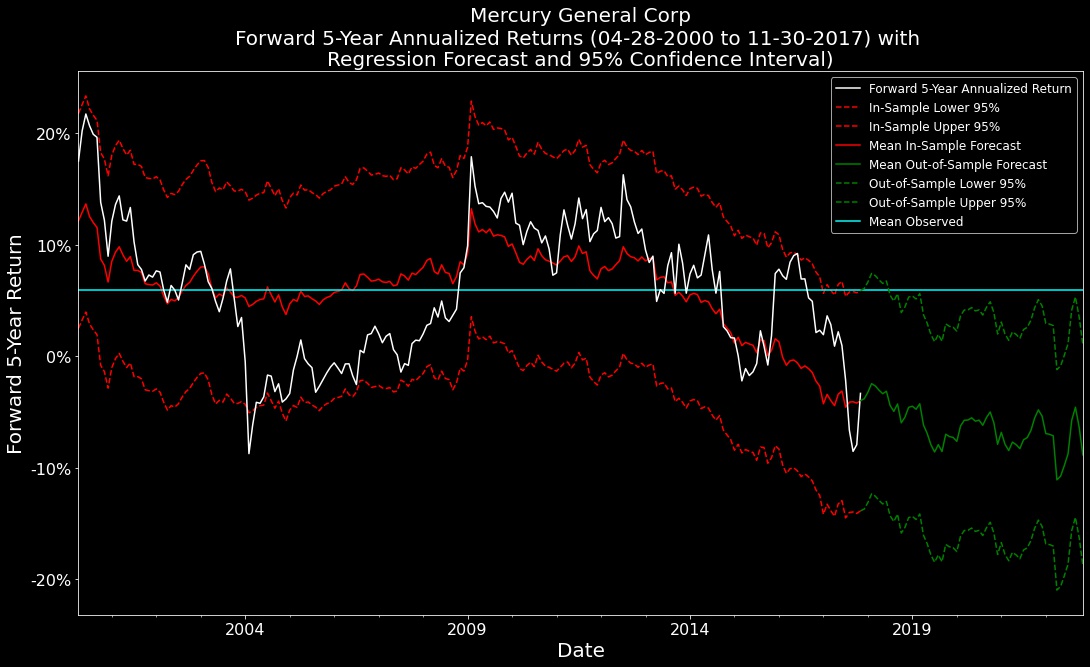 Mercury General Corp
Forward 5-Year Annualized Returns (04-28-2000 to 11-30-2017) with
Regression Forecast and 95% Confidence Interval)
Forward 5-Year Annualized Return
In-Sample Lower 95%
In-Sample Upper 95%
Mean In-Sample Forecast
Mean Out-of-Sample Forecast
Out-of-Sample Lower 95%
Out-of-Sample Upper 95%
Mean Observed
Forward 5-Year Return
20%
10%
0%
-10%
-20%
2004
2009
2014
2019
Date